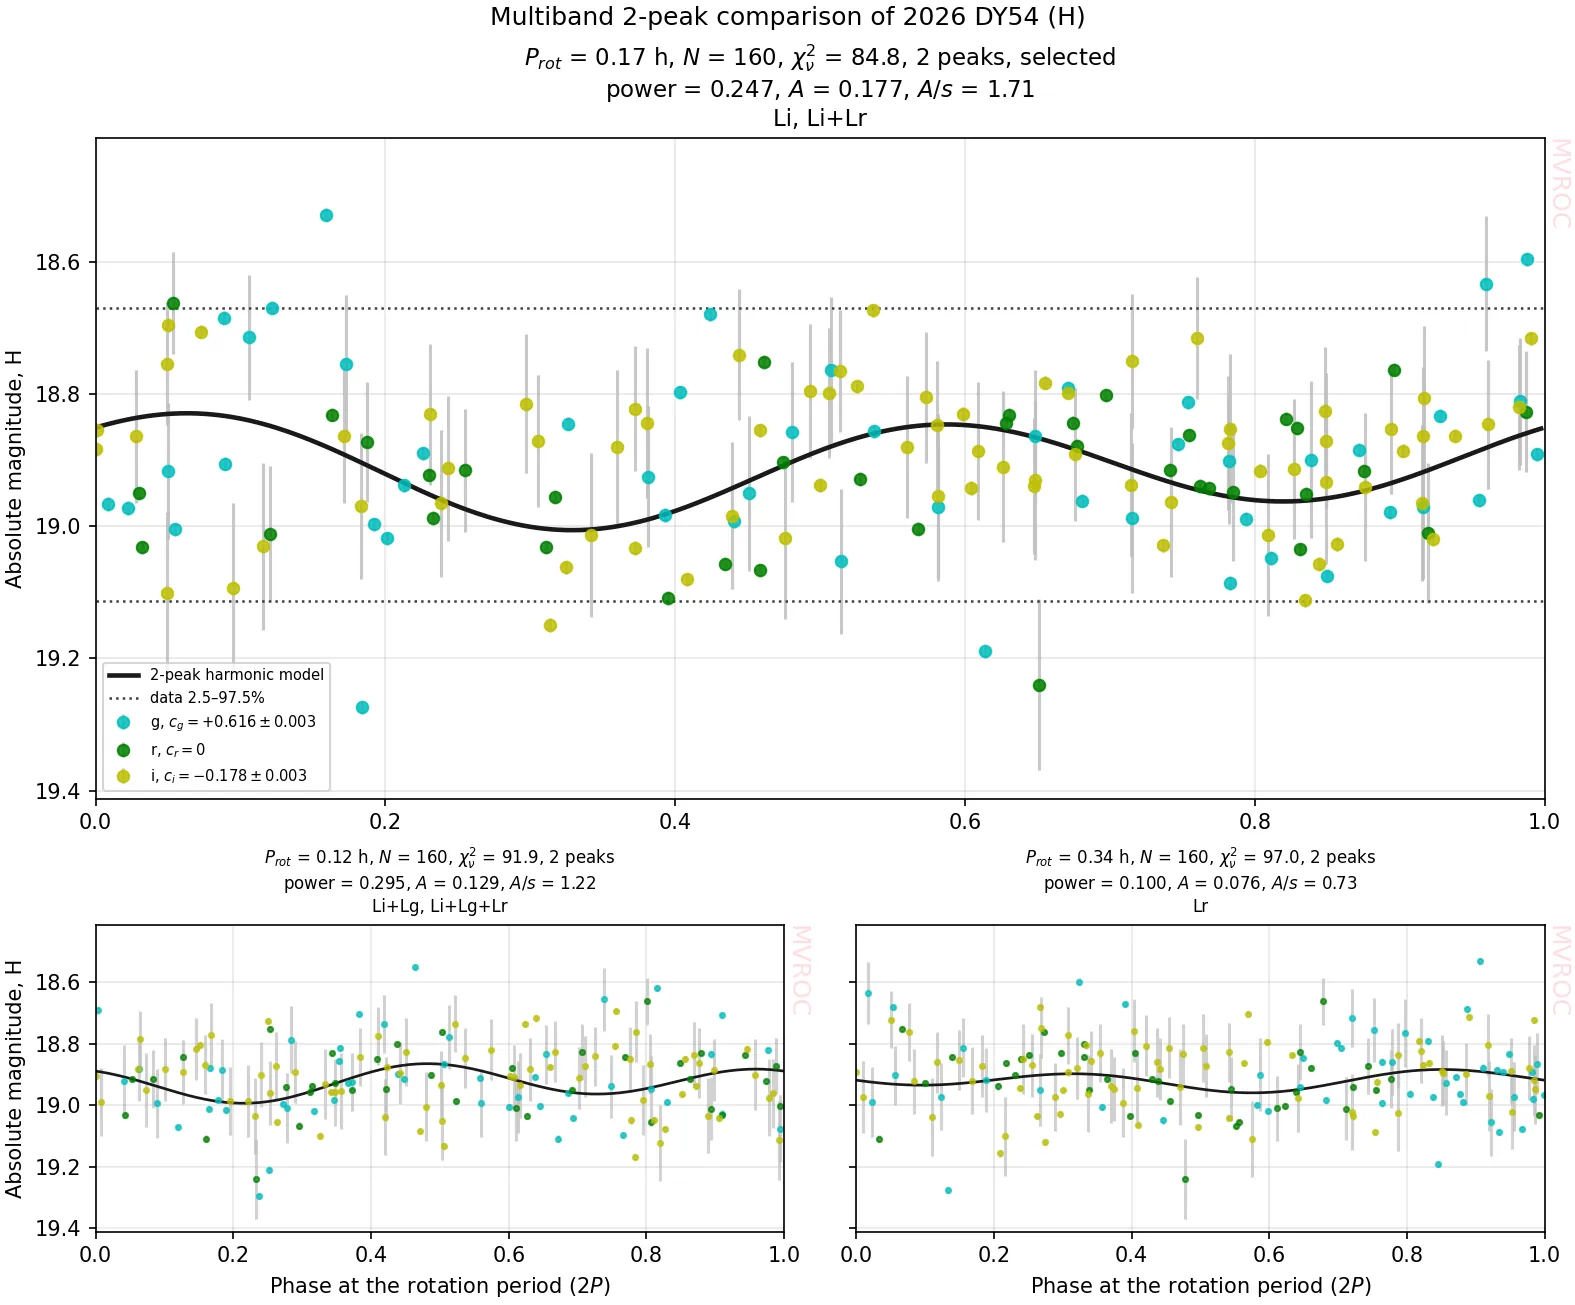 Multiband 2-peak comparison of 2026 DY54 (H)
P_rot = 0.17 h, N = 160, χ²_ν = 84.8, 2 peaks, selected
power = 0.247, A = 0.177, A/s = 1.71
Li, Li+Lr
MVROC
Absolute magnitude, H
18.6
18.8
19.0
19.2
19.4
2-peak harmonic model
data 2.5–97.5%
g, c_g = +0.616 ± 0.003
r, c_r = 0
i, c_i = −0.178 ± 0.003
0.0 0.2 0.4 0.6 0.8 1.0
P_rot = 0.12 h, N = 160, χ²_ν = 91.9, 2 peaks
power = 0.295, A = 0.129, A/s = 1.22
Li+Lg, Li+Lg+Lr
MVROC
Absolute magnitude, H
18.6
18.8
19.0
19.2
19.4
0.0 0.2 0.4 0.6 0.8 1.0
Phase at the rotation period (2P)
P_rot = 0.34 h, N = 160, χ²_ν = 97.0, 2 peaks
power = 0.100, A = 0.076, A/s = 0.73
Lr
MVROC
0.0 0.2 0.4 0.6 0.8 1.0
Phase at the rotation period (2P)